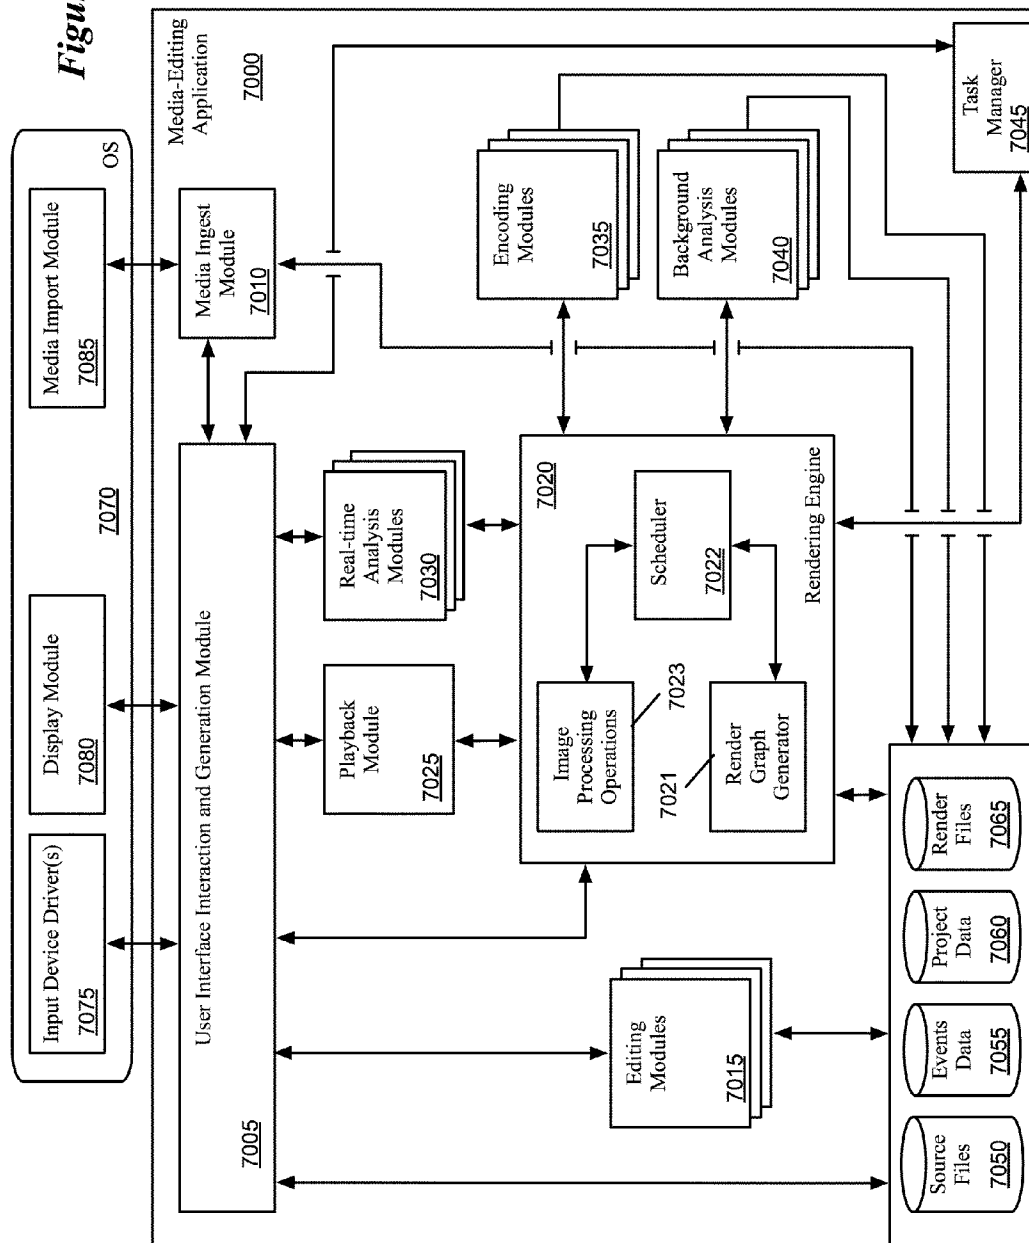 Figu
OS
7070
Input Device Driver(s)
7075
Display Module
7080
Media Import Module
7085
Media-Editing
Application
7000
User Interface Interaction and Generation Module
7005
Media Ingest
Module
7010
Editing
Modules
7015
Playback
Module
7025
Real-time
Analysis
Modules
7030
Encoding
Modules
7035
Background
Analysis
Modules
7040
7020
Rendering Engine
Image
Processing
Operations
7023
Scheduler
7022
Render
Graph
Generator
7021
Task
Manager
7045
Source
Files
7050
Events
Data
7055
Project
Data
7060
Render
Files
7065